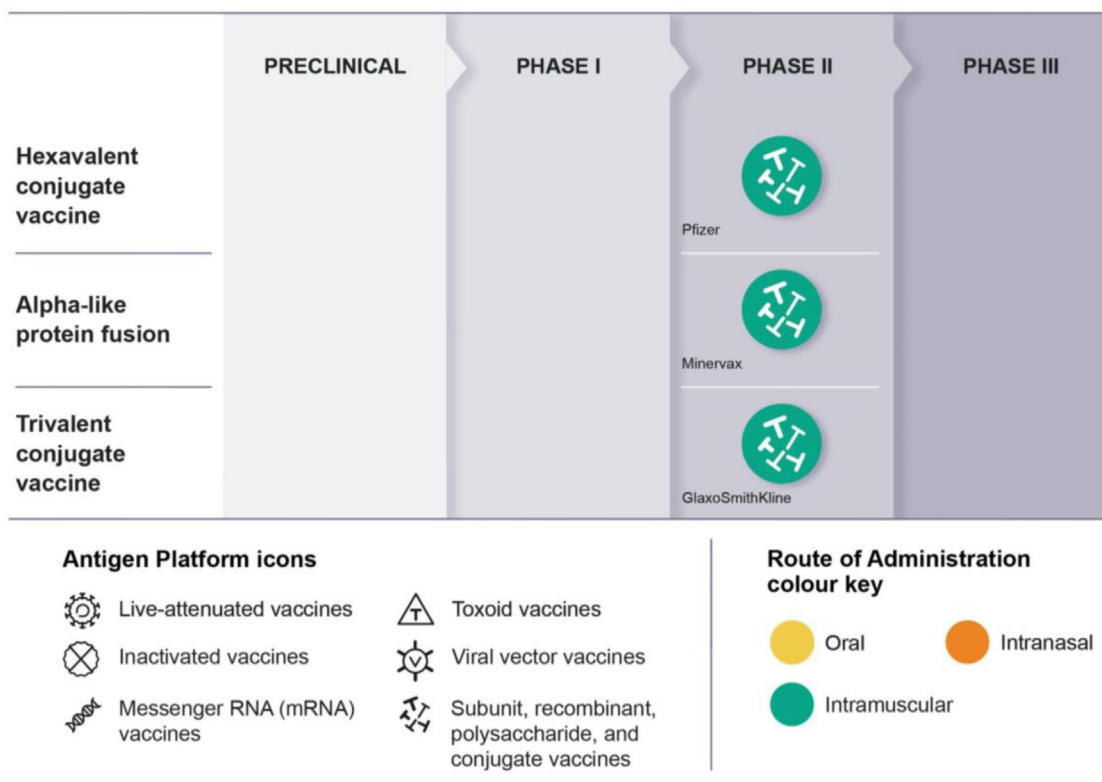 PRECLINICAL
PHASE I
PHASE II
PHASE III
Hexavalent
conjugate
vaccine
Pfizer
Alpha-like
protein fusion
Minervax
Trivalent
conjugate
vaccine
GlaxoSmithKline
Antigen Platform icons
Live-attenuated vaccines
Inactivated vaccines
Messenger RNA (mRNA)
vaccines
T
Toxoid vaccines
V
Viral vector vaccines
Subunit, recombinant,
polysaccharide, and
conjugate vaccines
Route of Administration
colour key
Oral
Intranasal
Intramuscular